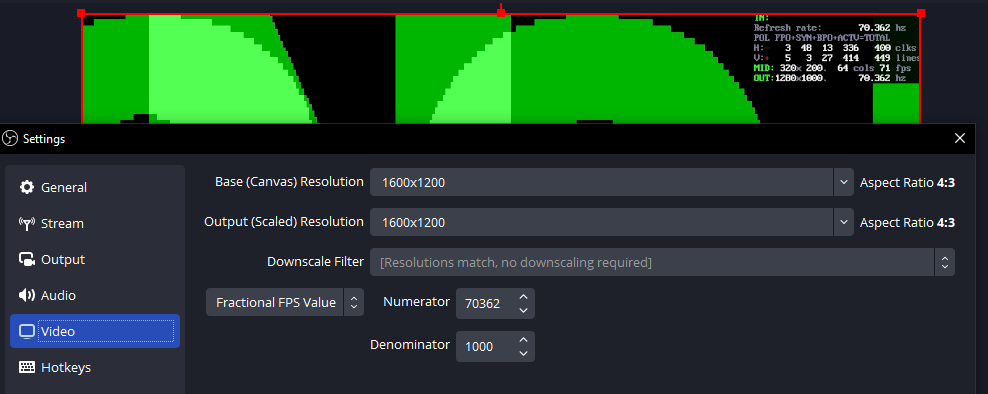 IN:
Refresh rate: 70.362 hz
POL FPO+SYN+BPO+ACTV=TOTAL
H:- 3 48 13 336 400 clks
V:+ 5 3 27 414 449 lines
MID: 320x 200. 64 cols 71 fps
OUT:1280x1000. 70.362 hz
Settings
General
Stream
Output
Audio
Video
Hotkeys
Base (Canvas) Resolution 1600x1200 Aspect Ratio 4:3
Output (Scaled) Resolution 1600x1200 Aspect Ratio 4:3
Downscale Filter [Resolutions match, no downscaling required]
Fractional FPS Value Numerator 70362
Denominator 1000